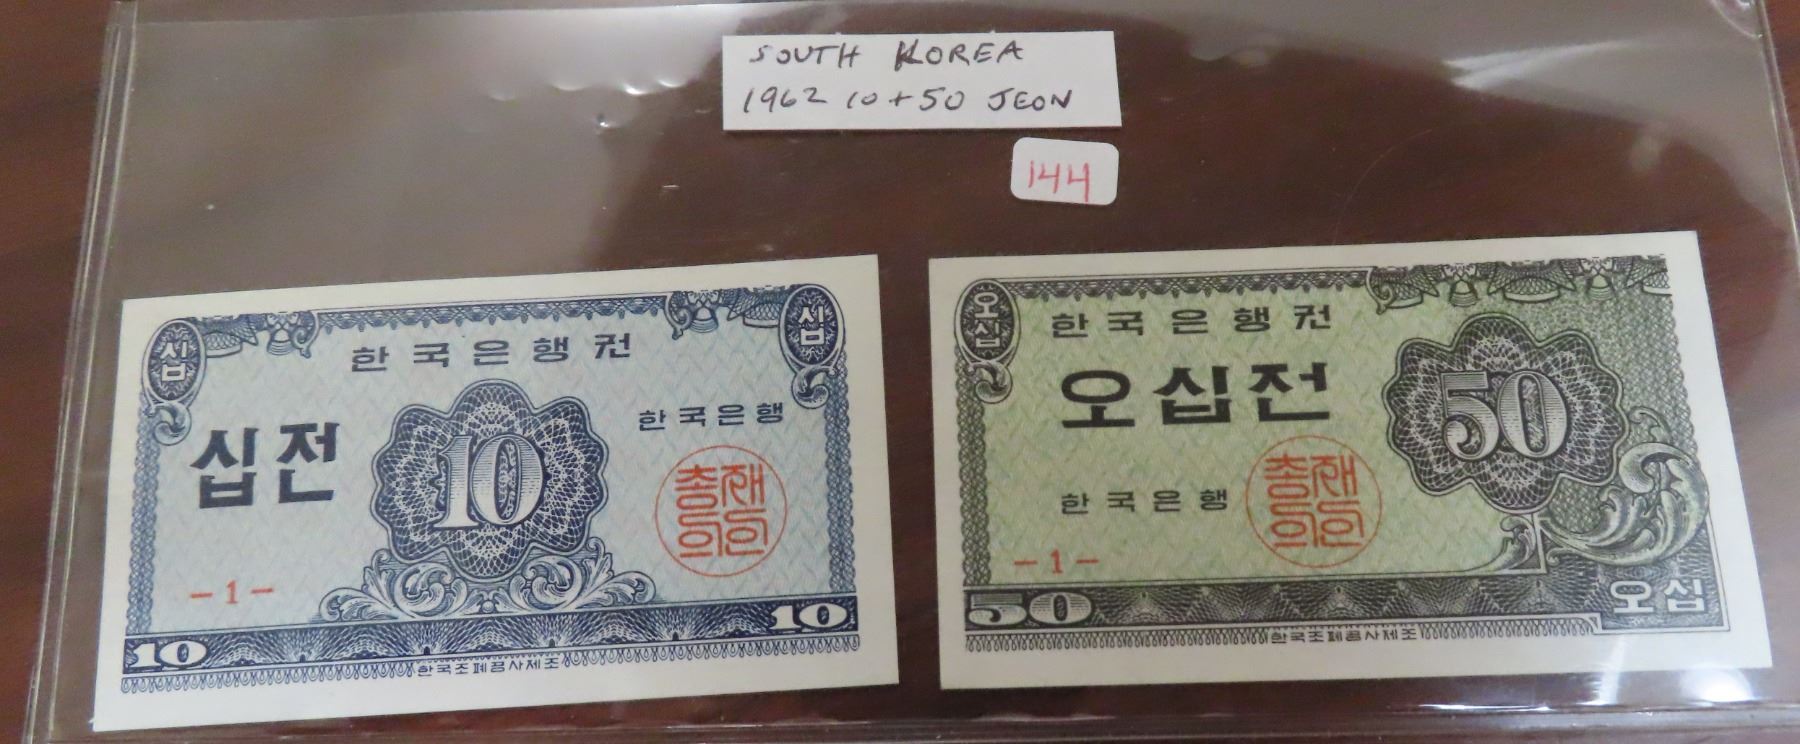 SOUTH KOREA
1962 10+50 JEON
144
십 십
한국은행권
십전
10
한국은행
총재의인
-1-
10 10
한국조폐공사제조
오십
한국은행권
오십전
50
한국은행
총재의인
-1-
50
오십
한국조폐공사제조